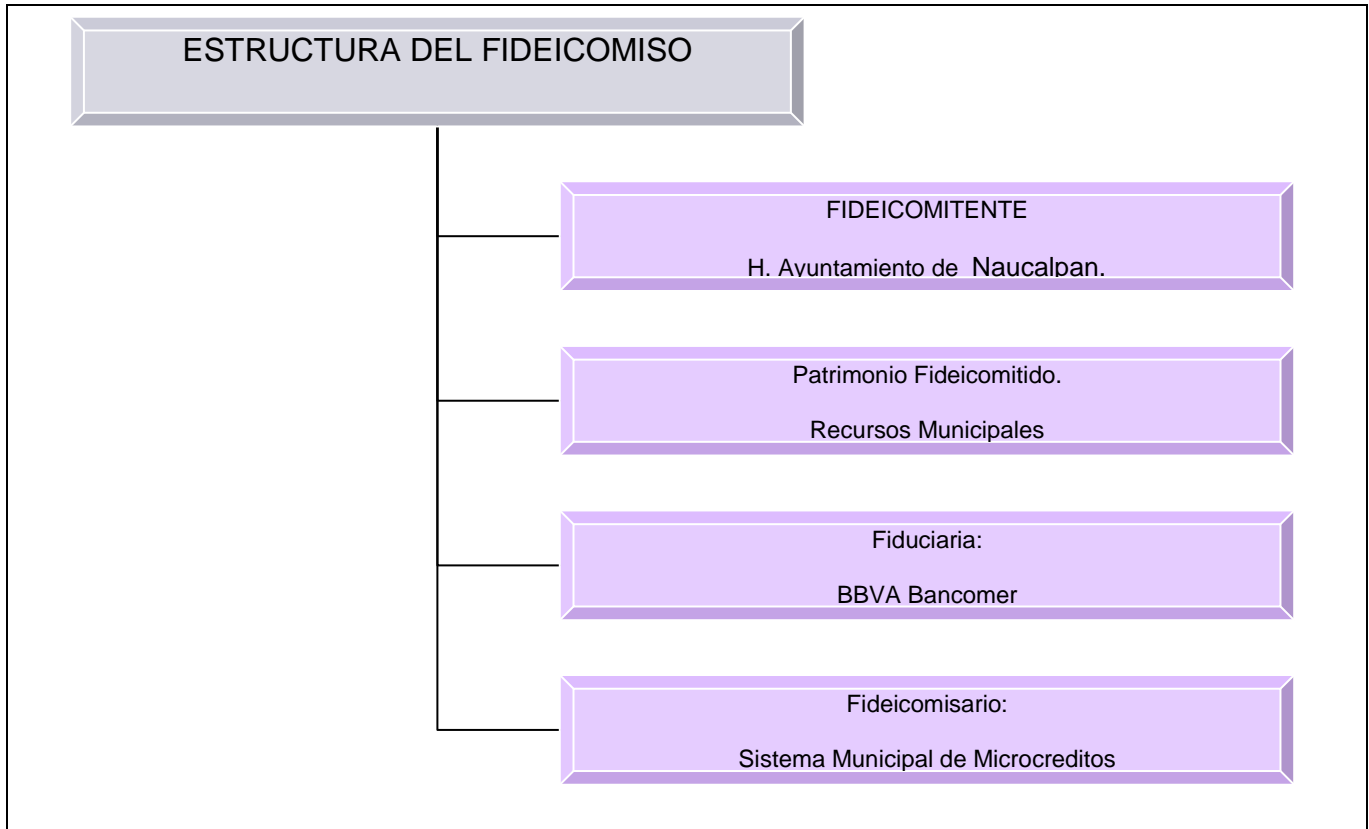 ESTRUCTURA DEL FIDEICOMISO
FIDEICOMITENTE
H. Ayuntamiento de Naucalpan.
Patrimonio Fideicomitido.
Recursos Municipales
Fiduciaria:
BBVA Bancomer
Fideicomisario:
Sistema Municipal de Microcreditos